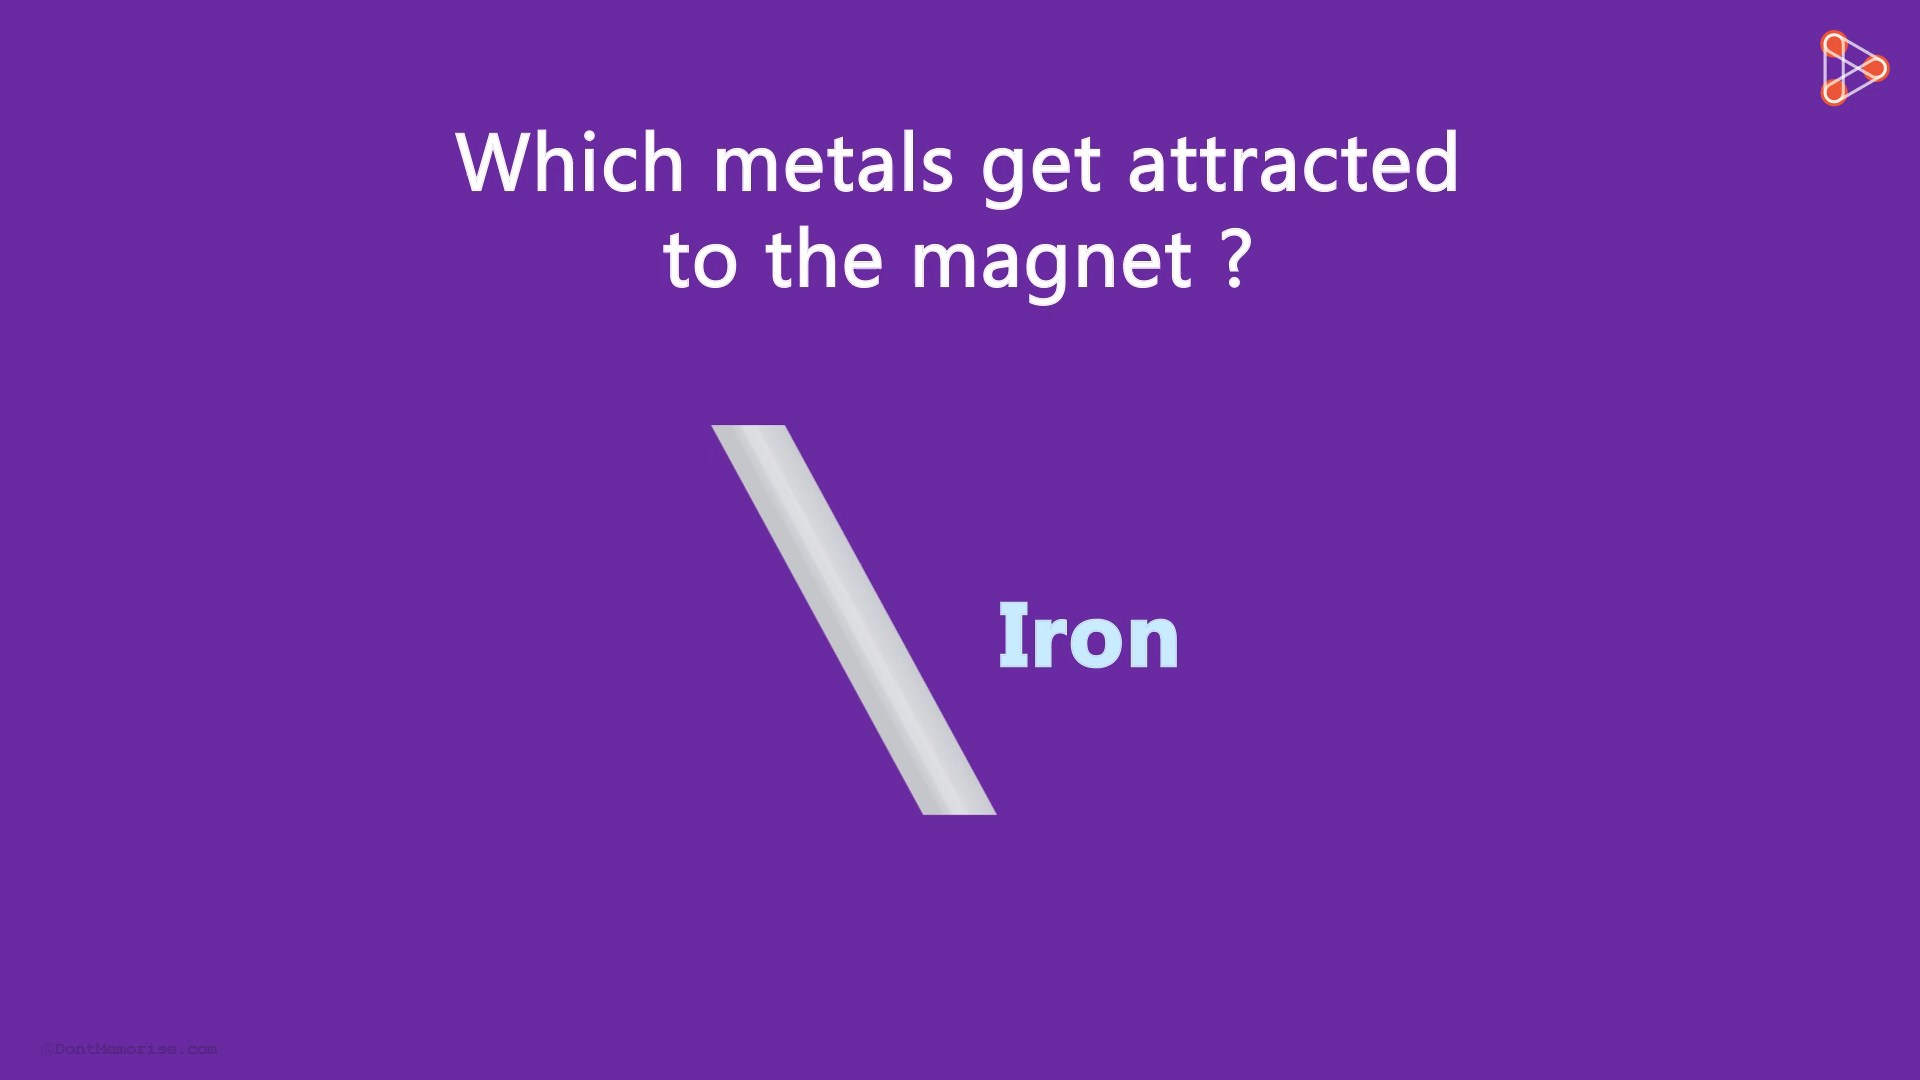 Which metals get attracted
to the magnet ?
Iron
©DontMemorise.com